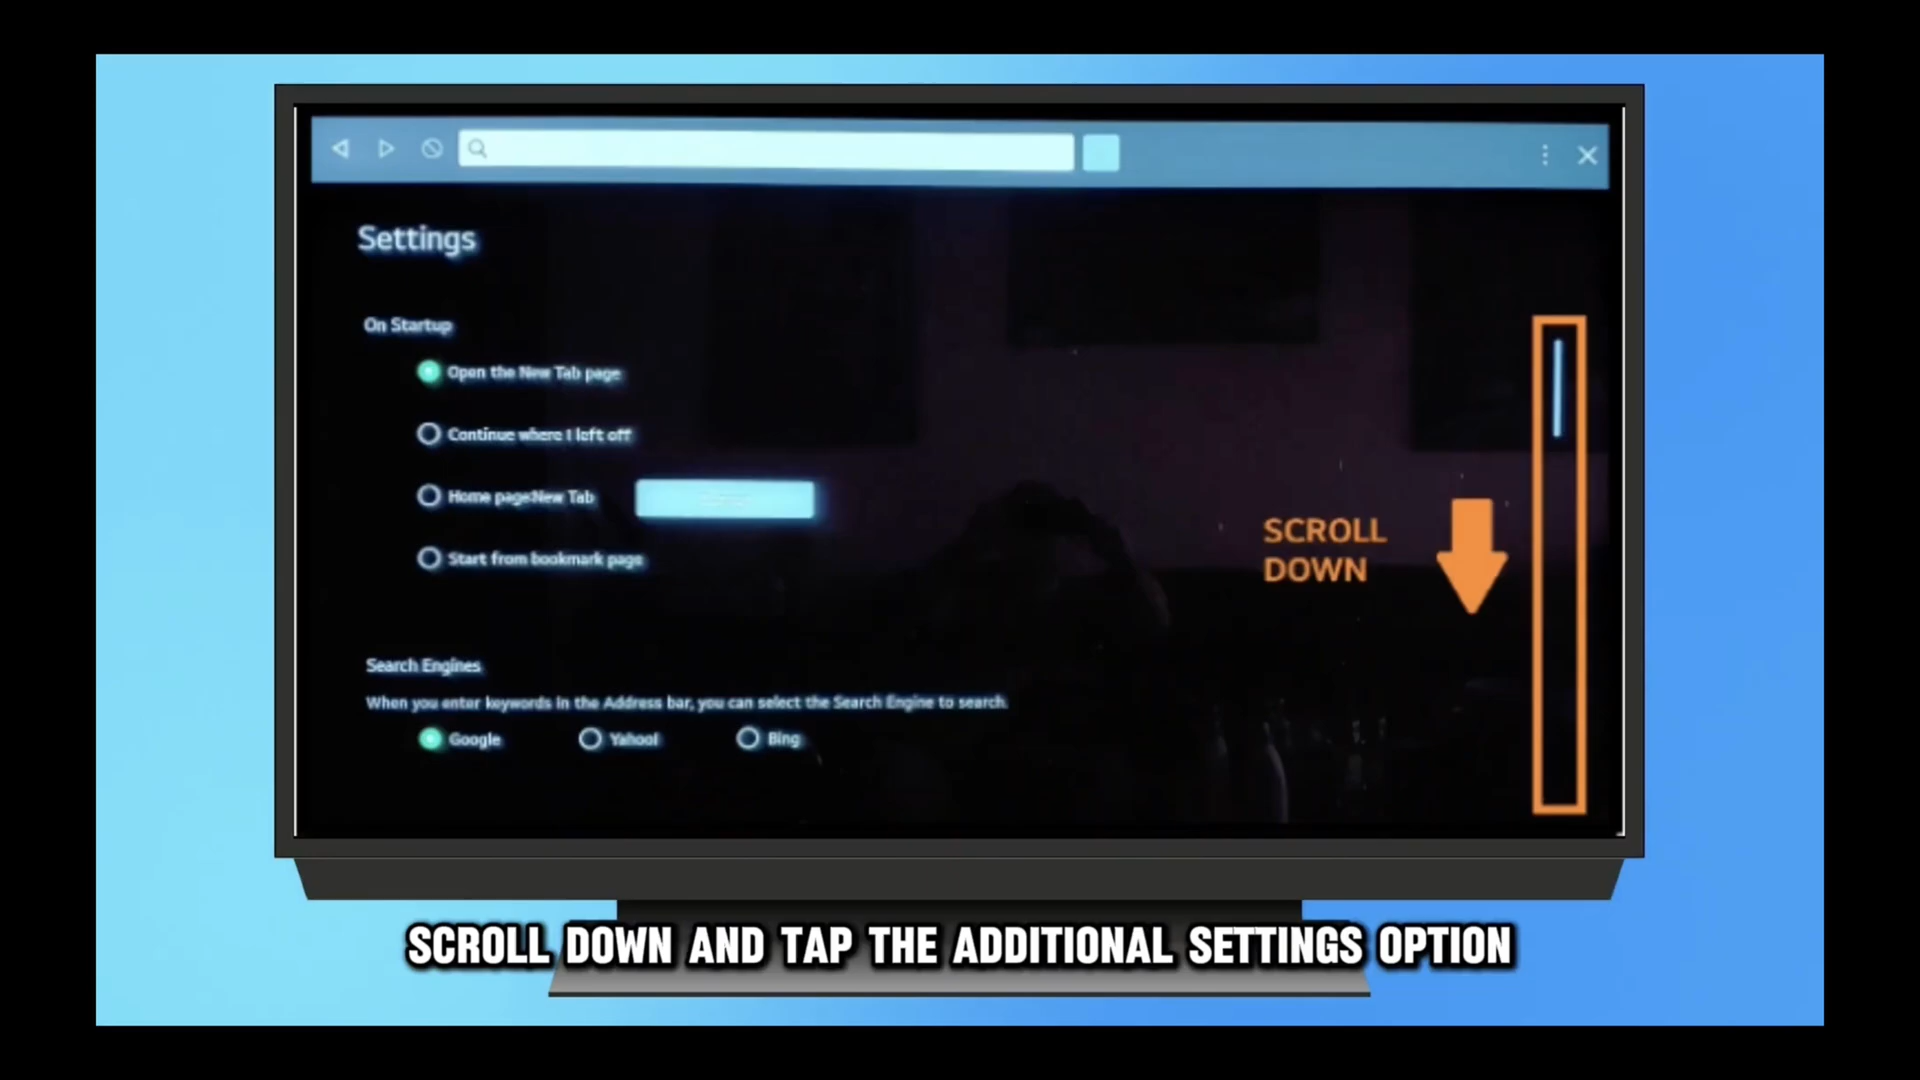 Settings
On Startup
Open the New Tab page
Continue where I left off
Home page:New Tab
Start from bookmark page
SCROLL
DOWN
Search Engines
When you enter keywords in the Address bar, you can select the Search Engine to search.
Google Yahoo! Bing
SCROLL DOWN AND TAP THE ADDITIONAL SETTINGS OPTION